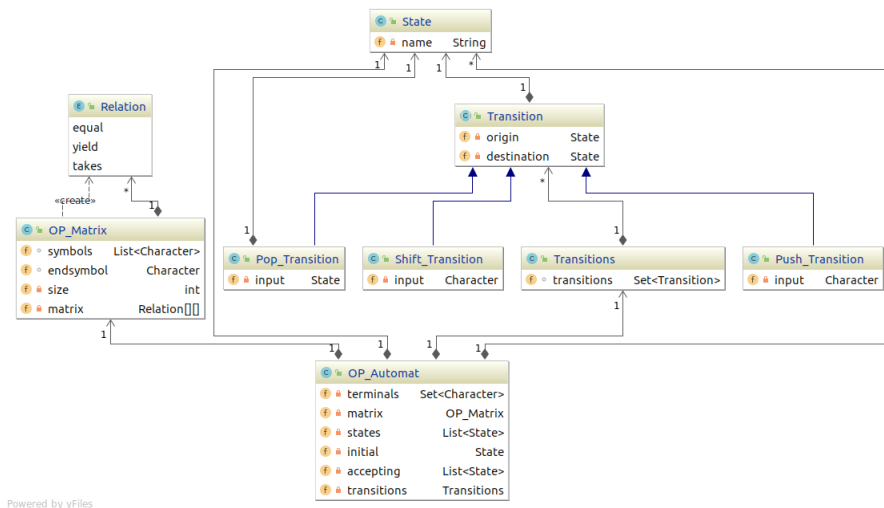 C State
f name String
1
1
1
*
1
E Relation
equal
yield
takes
C Transition
f origin State
f destination State
*
1
«create»
*
1
C OP_Matrix
f symbols List<Character>
f endsymbol Character
f size int
f matrix Relation[][]
1
C Pop_Transition
f input State
C Shift_Transition
f input Character
1
C Transitions
f transitions Set<Transition>
C Push_Transition
f input Character
1
1
1
1
1
1
C OP_Automat
f terminals Set<Character>
f matrix OP_Matrix
f states List<State>
f initial State
f accepting List<State>
f transitions Transitions
Powered by yFiles